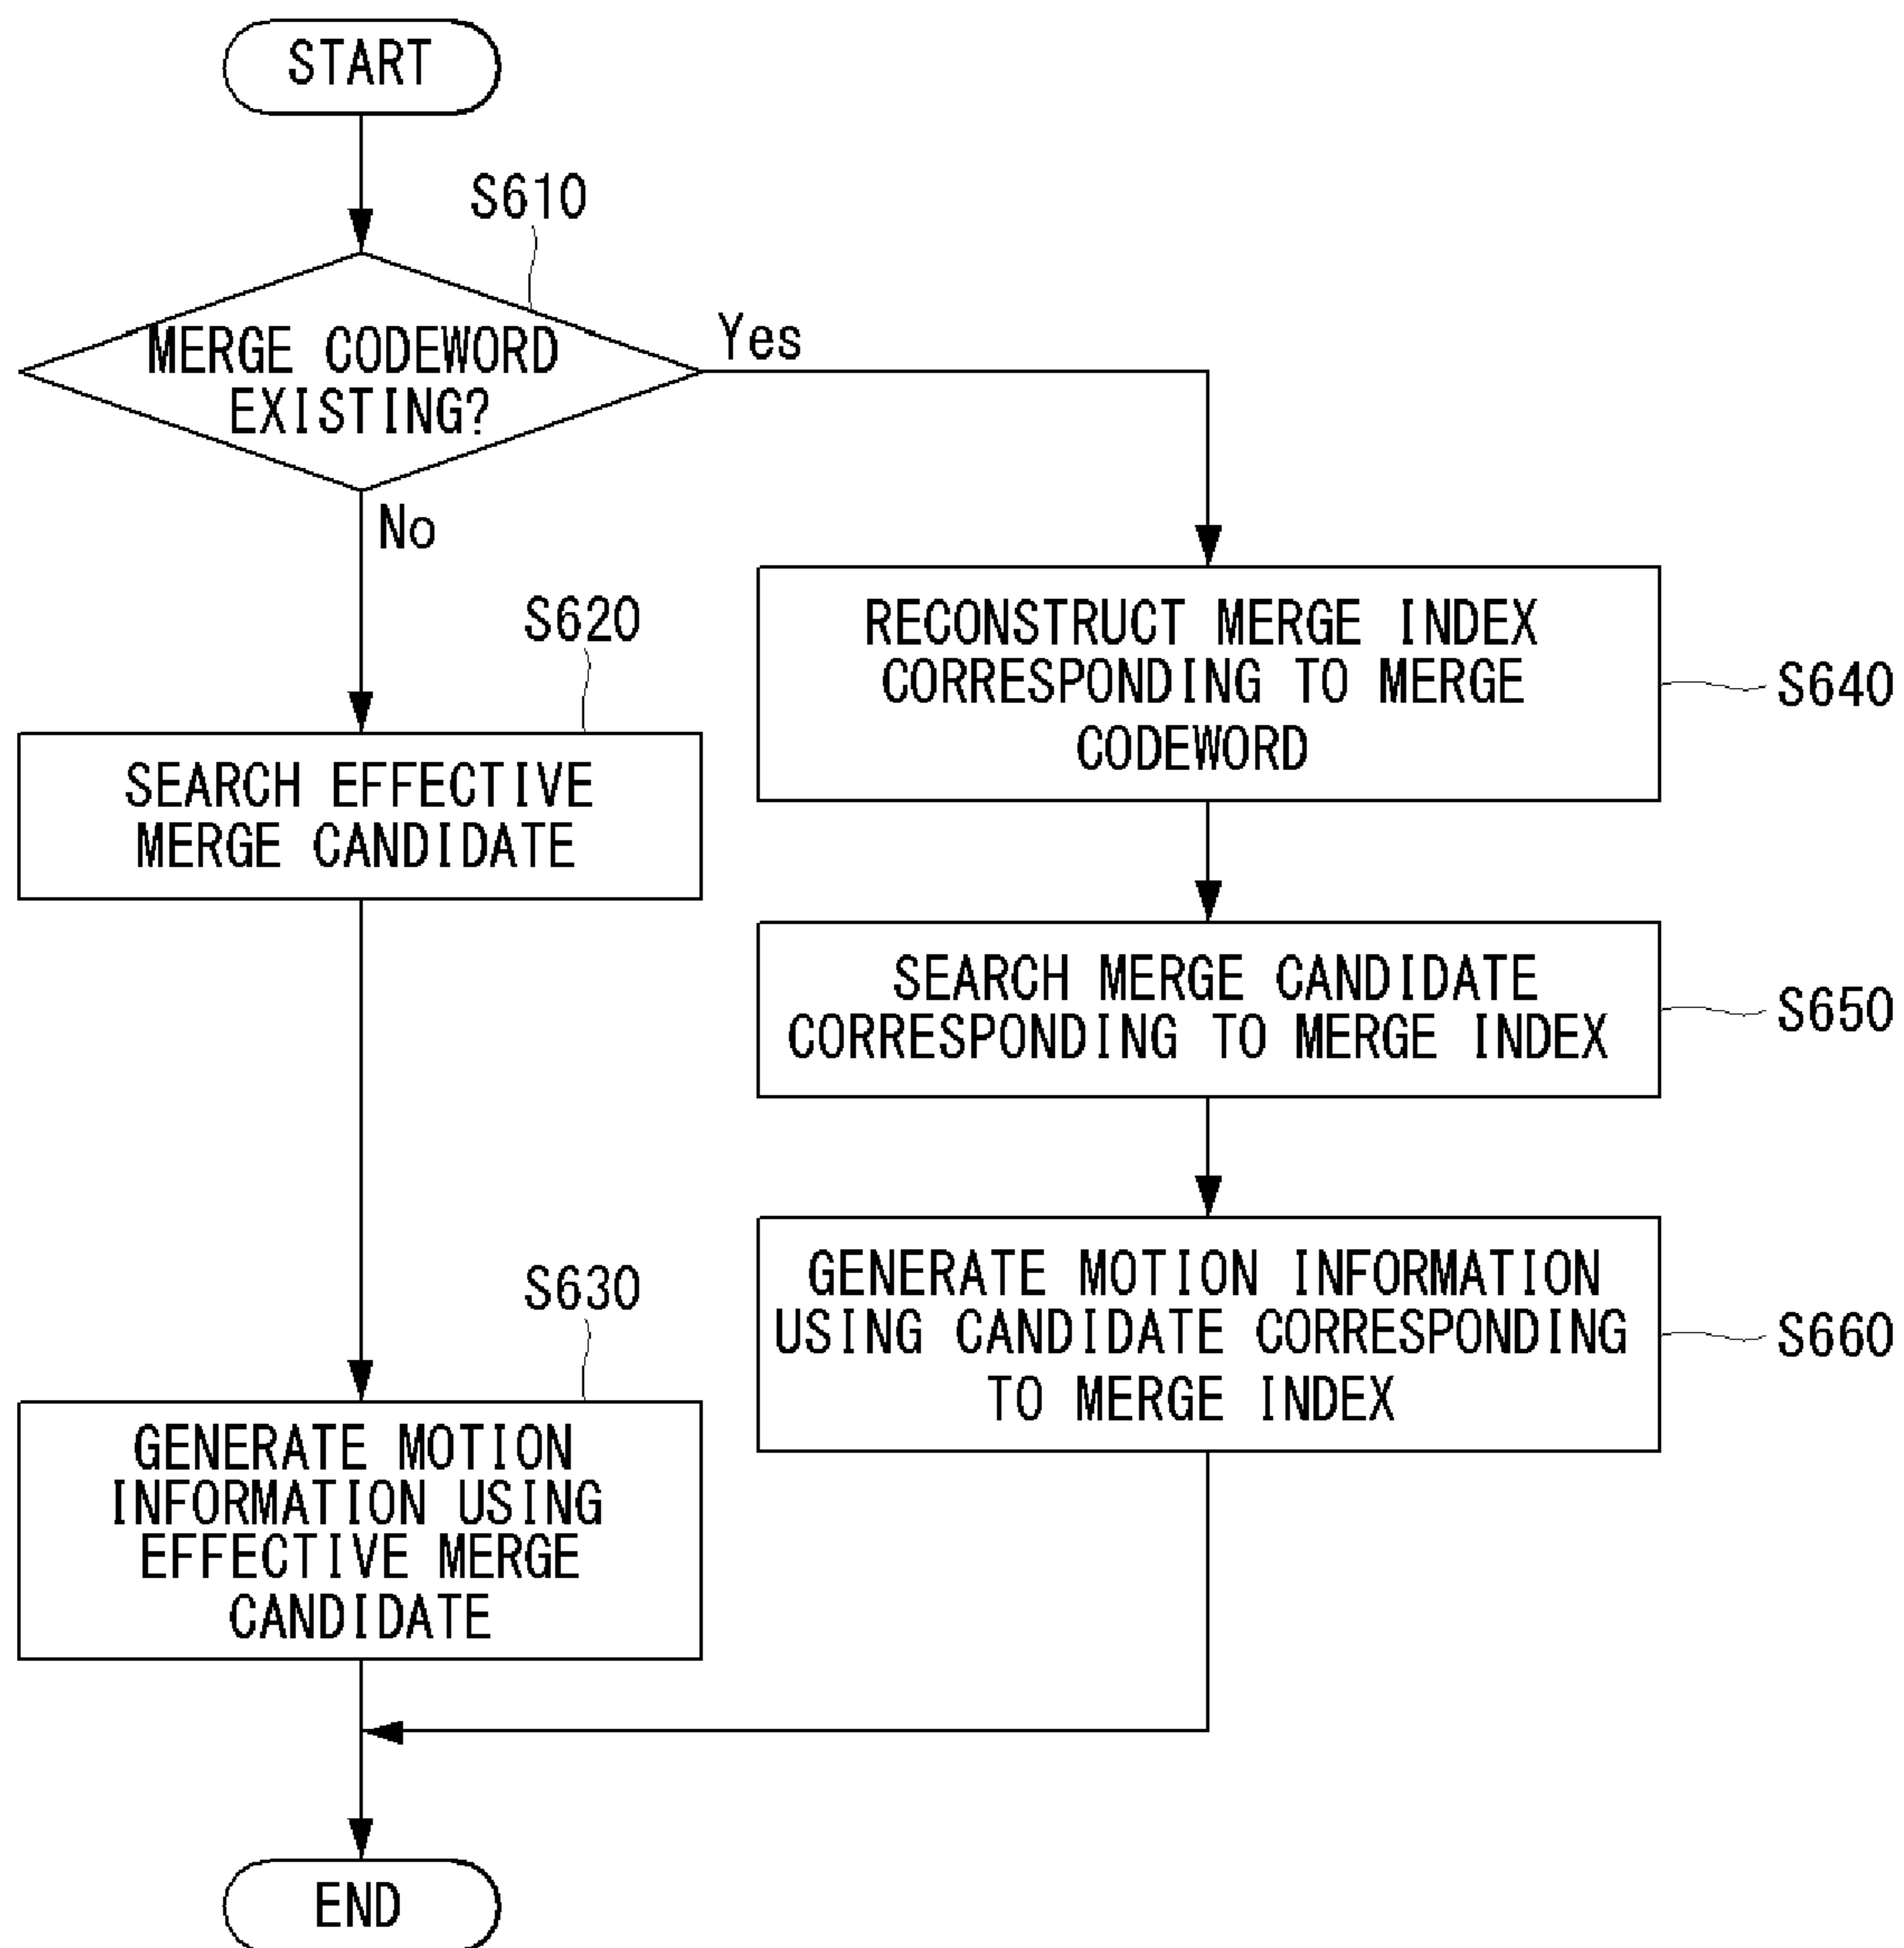 START
S610
MERGE CODEWORD
EXISTING?
Yes
No
S620
SEARCH EFFECTIVE
MERGE CANDIDATE
S630
GENERATE MOTION
INFORMATION USING
EFFECTIVE MERGE
CANDIDATE
RECONSTRUCT MERGE INDEX
CORRESPONDING TO MERGE
CODEWORD
S640
SEARCH MERGE CANDIDATE
CORRESPONDING TO MERGE INDEX
S650
GENERATE MOTION INFORMATION
USING CANDIDATE CORRESPONDING
TO MERGE INDEX
S660
END